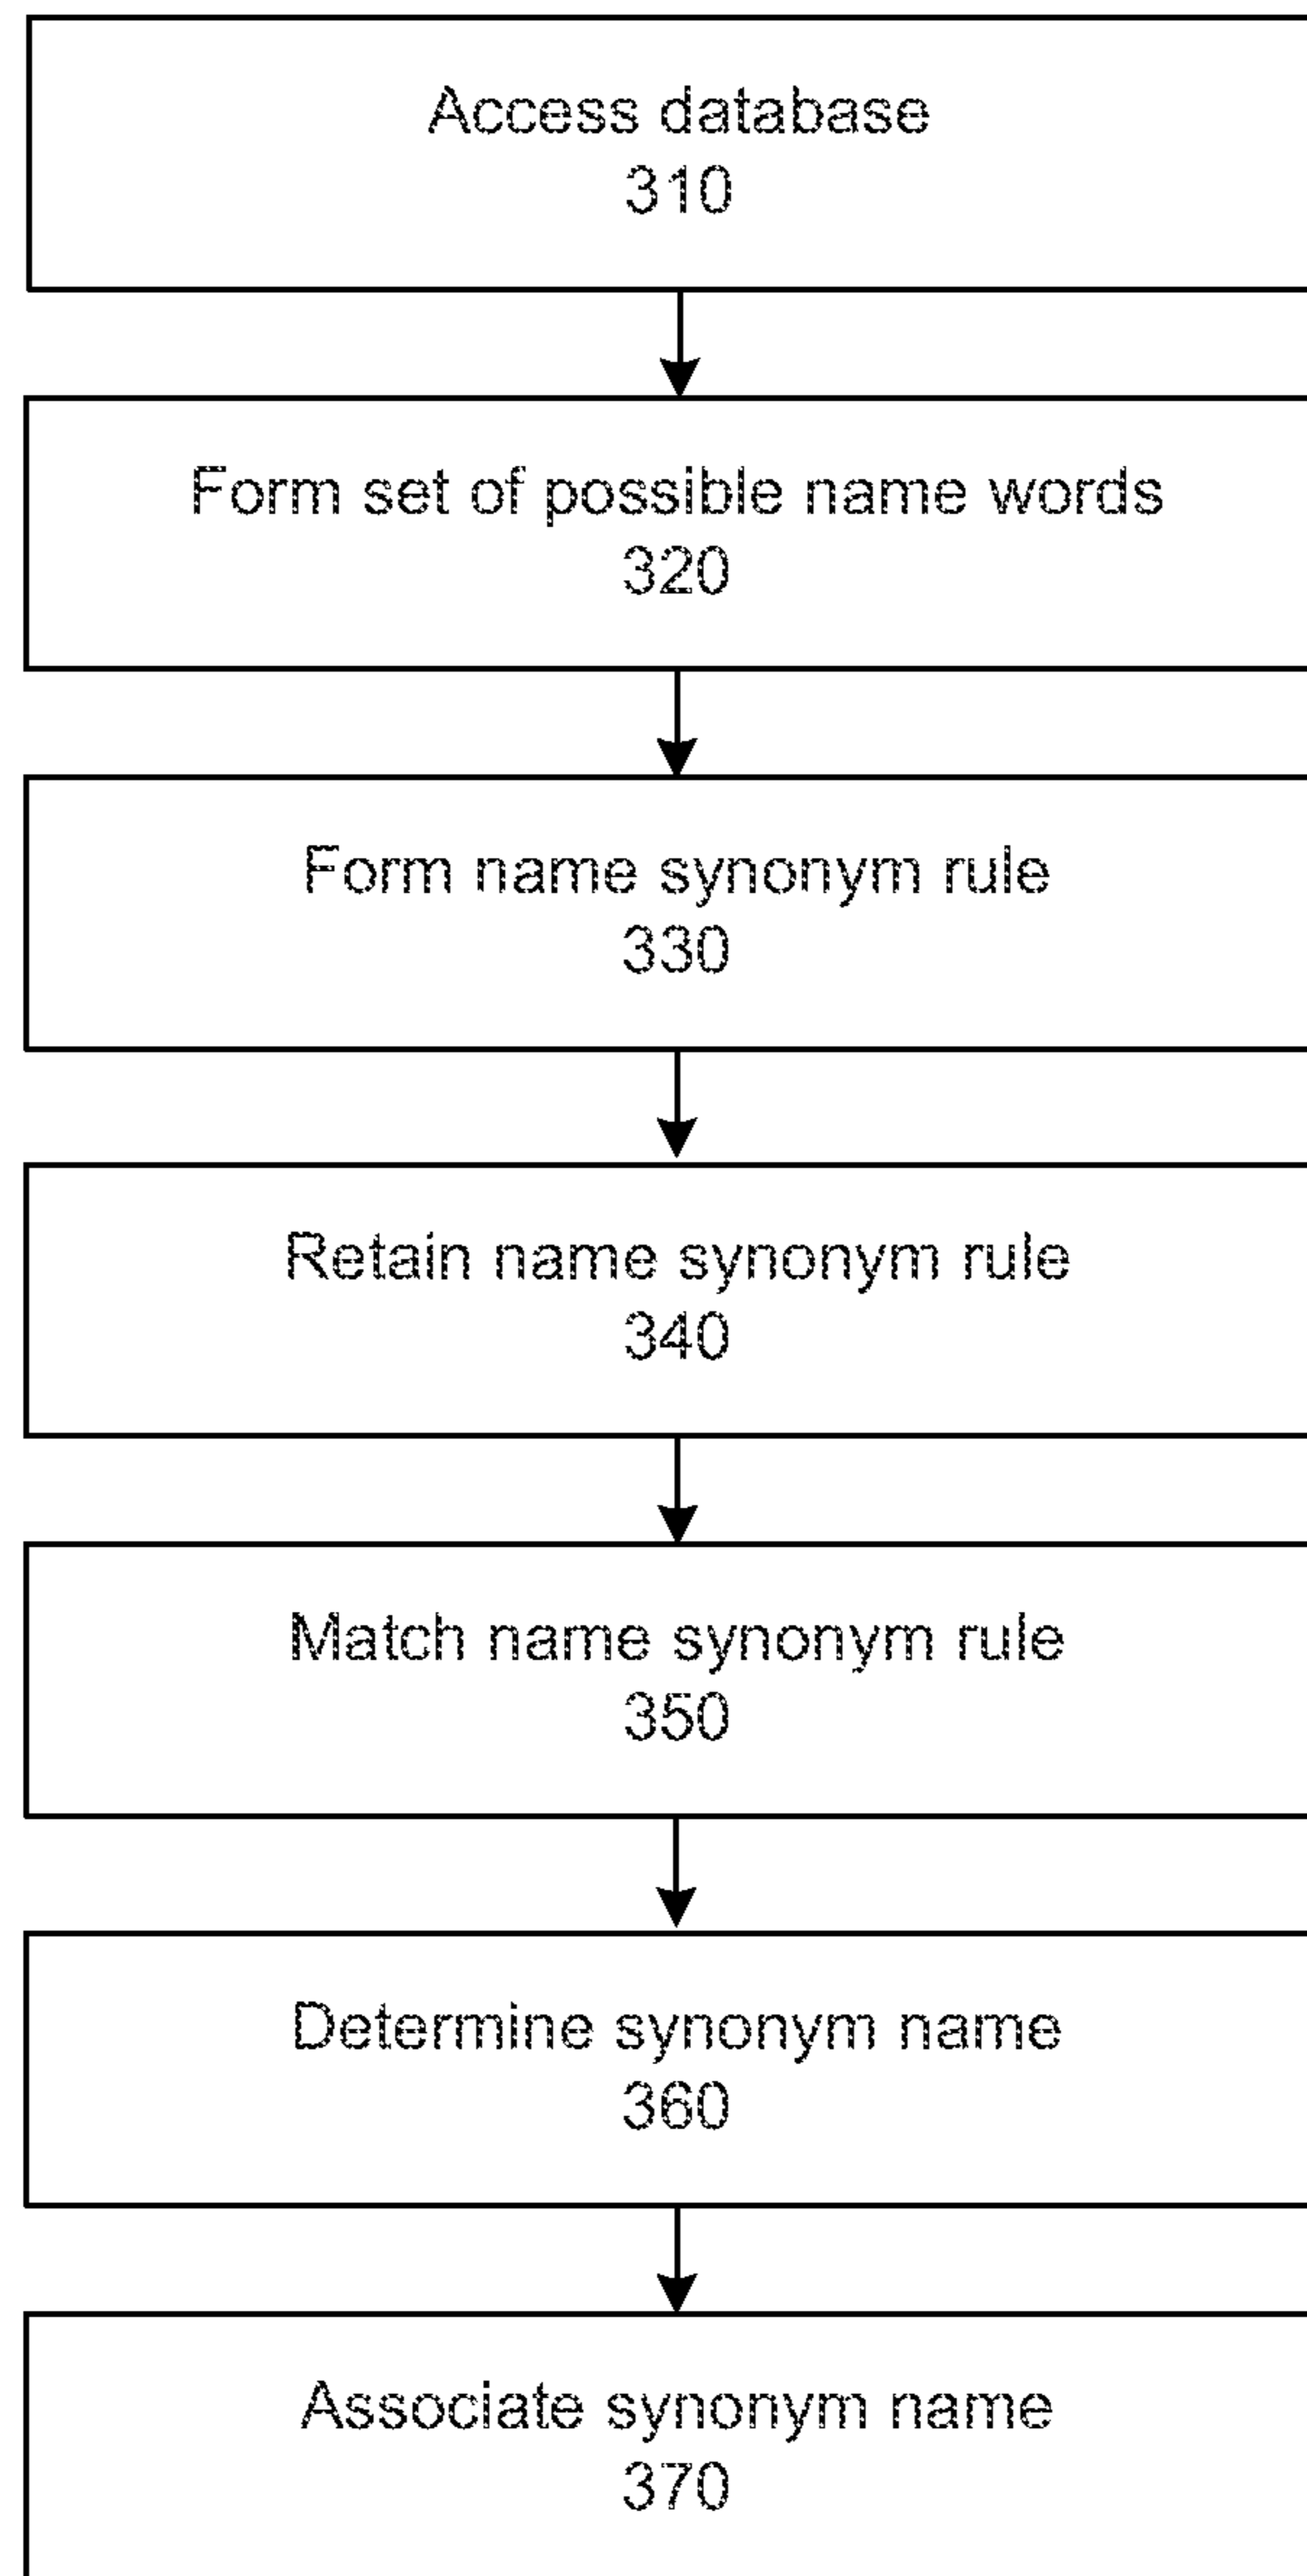 Access database
310
Form set of possible name words
320
Form name synonym rule
330
Retain name synonym rule
340
Match name synonym rule
350
Determine synonym name
360
Associate synonym name
370